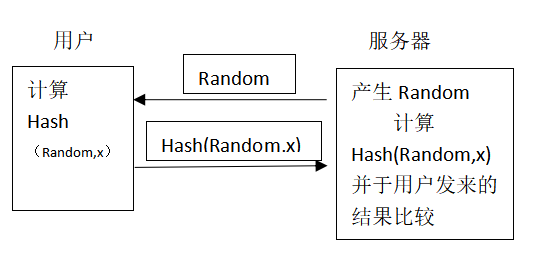 用户
服务器
Random
计算
Hash
（Random,x）
Hash(Random.x)
产生 Random
计算
Hash(Random,x)
并于用户发来的
结果比较